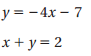 y = −4x − 7
x + y = 2